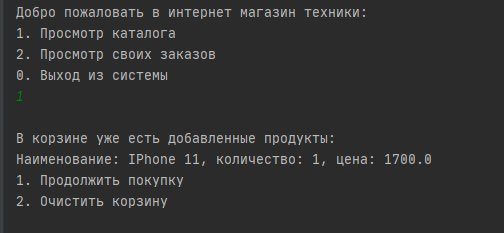 Добро пожаловать в интернет магазин техники:
1. Просмотр каталога
2. Просмотр своих заказов
0. Выход из системы
1
В корзине уже есть добавленные продукты:
Наименование: IPhone 11, количество: 1, цена: 1700.0
1. Продолжить покупку
2. Очистить корзину